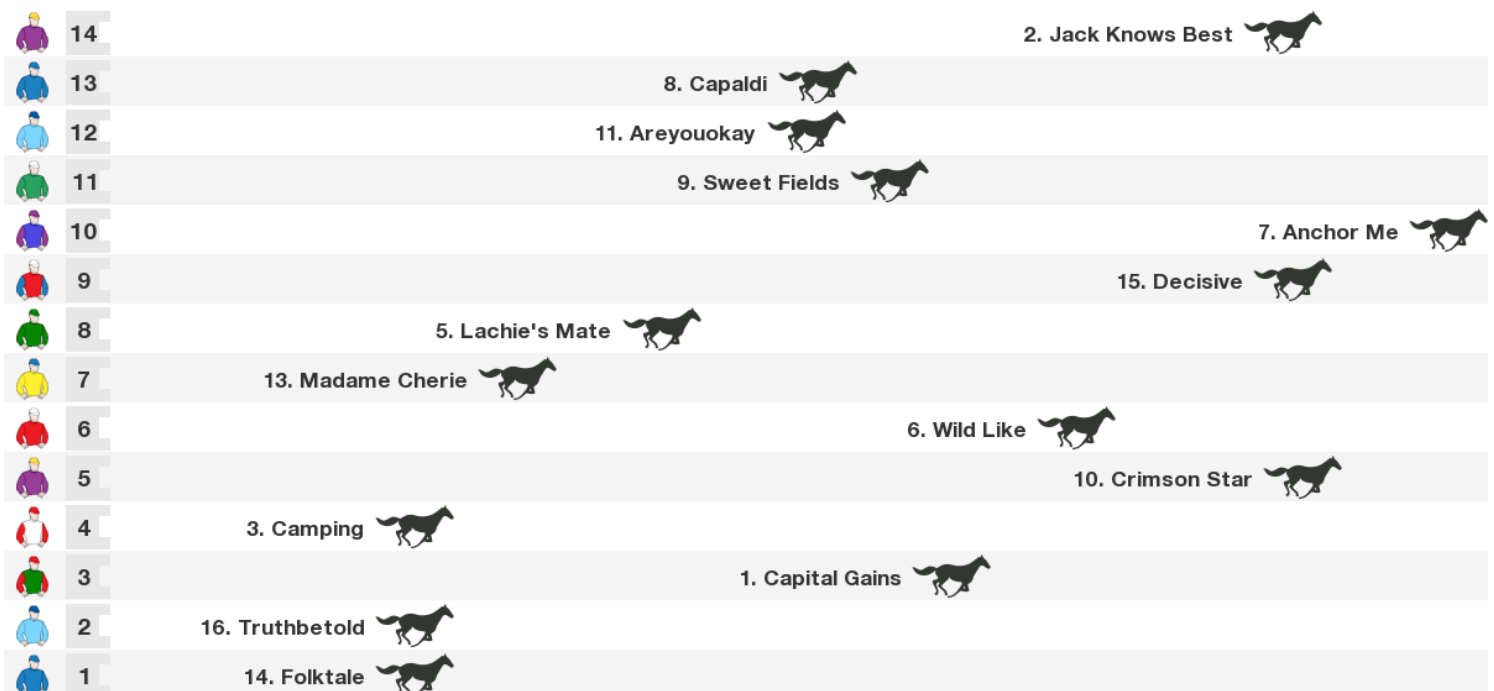 14 2. Jack Knows Best
13 8. Capaldi
12 11. Areyouokay
11 9. Sweet Fields
10 7. Anchor Me
9 15. Decisive
8 5. Lachie's Mate
7 13. Madame Cherie
6 6. Wild Like
5 10. Crimson Star
4 3. Camping
3 1. Capital Gains
2 16. Truthbetold
1 14. Folktale